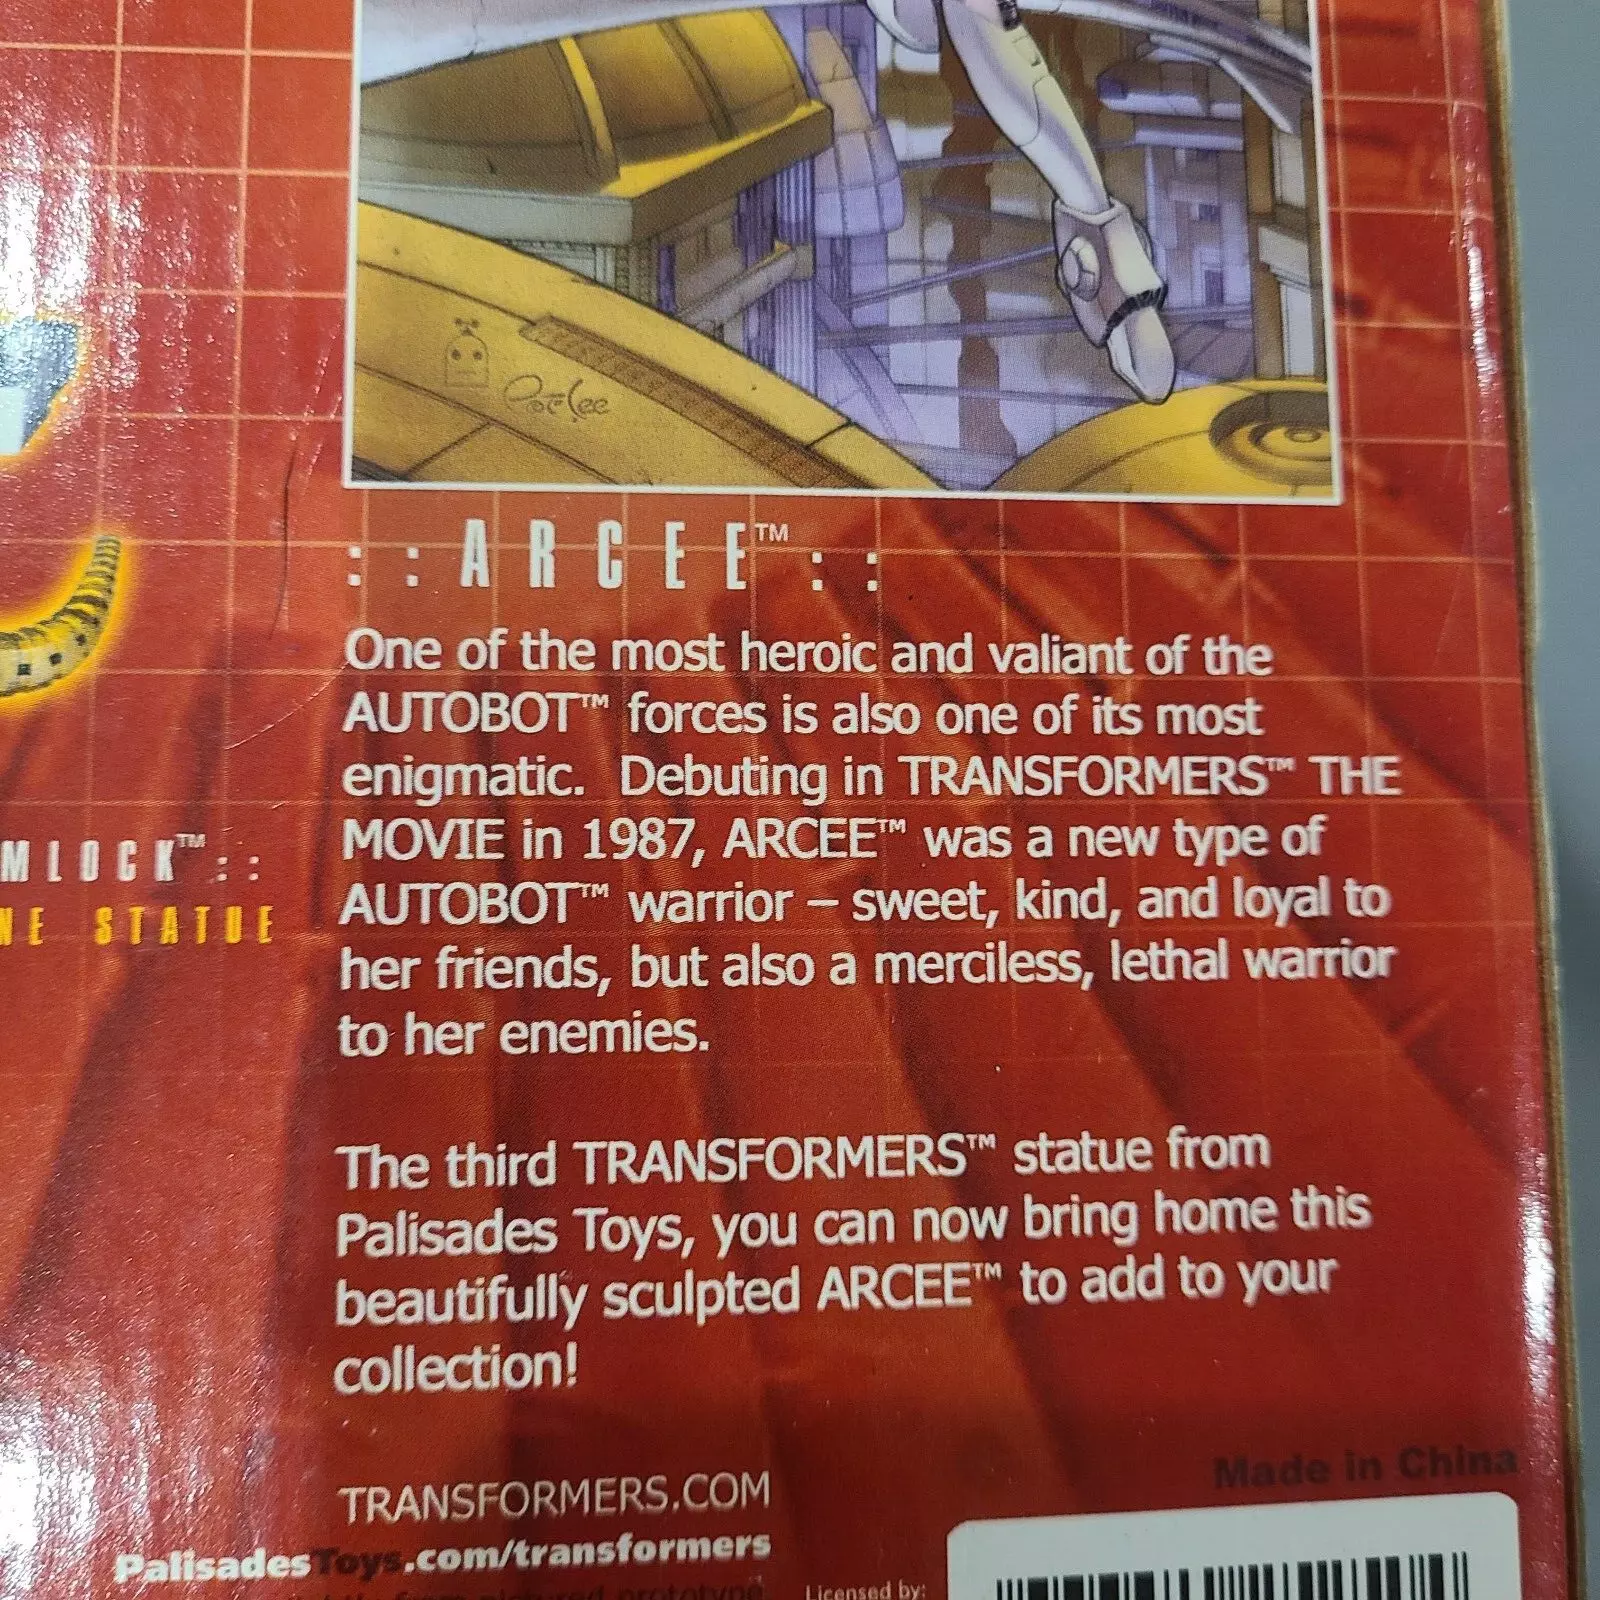 Pat Lee
:: ARCEE™ ::
One of the most heroic and valiant of the
AUTOBOT™ forces is also one of its most
enigmatic. Debuting in TRANSFORMERS™ THE
MOVIE in 1987, ARCEE™ was a new type of
AUTOBOT™ warrior – sweet, kind, and loyal to
her friends, but also a merciless, lethal warrior
to her enemies.
The third TRANSFORMERS™ statue from
Palisades Toys, you can now bring home this
beautifully sculpted ARCEE™ to add to your
collection!
MLOCK™ ::
NE STATUE
TRANSFORMERS.COM
PalisadesToys.com/transformers
Made in China
Licensed by: